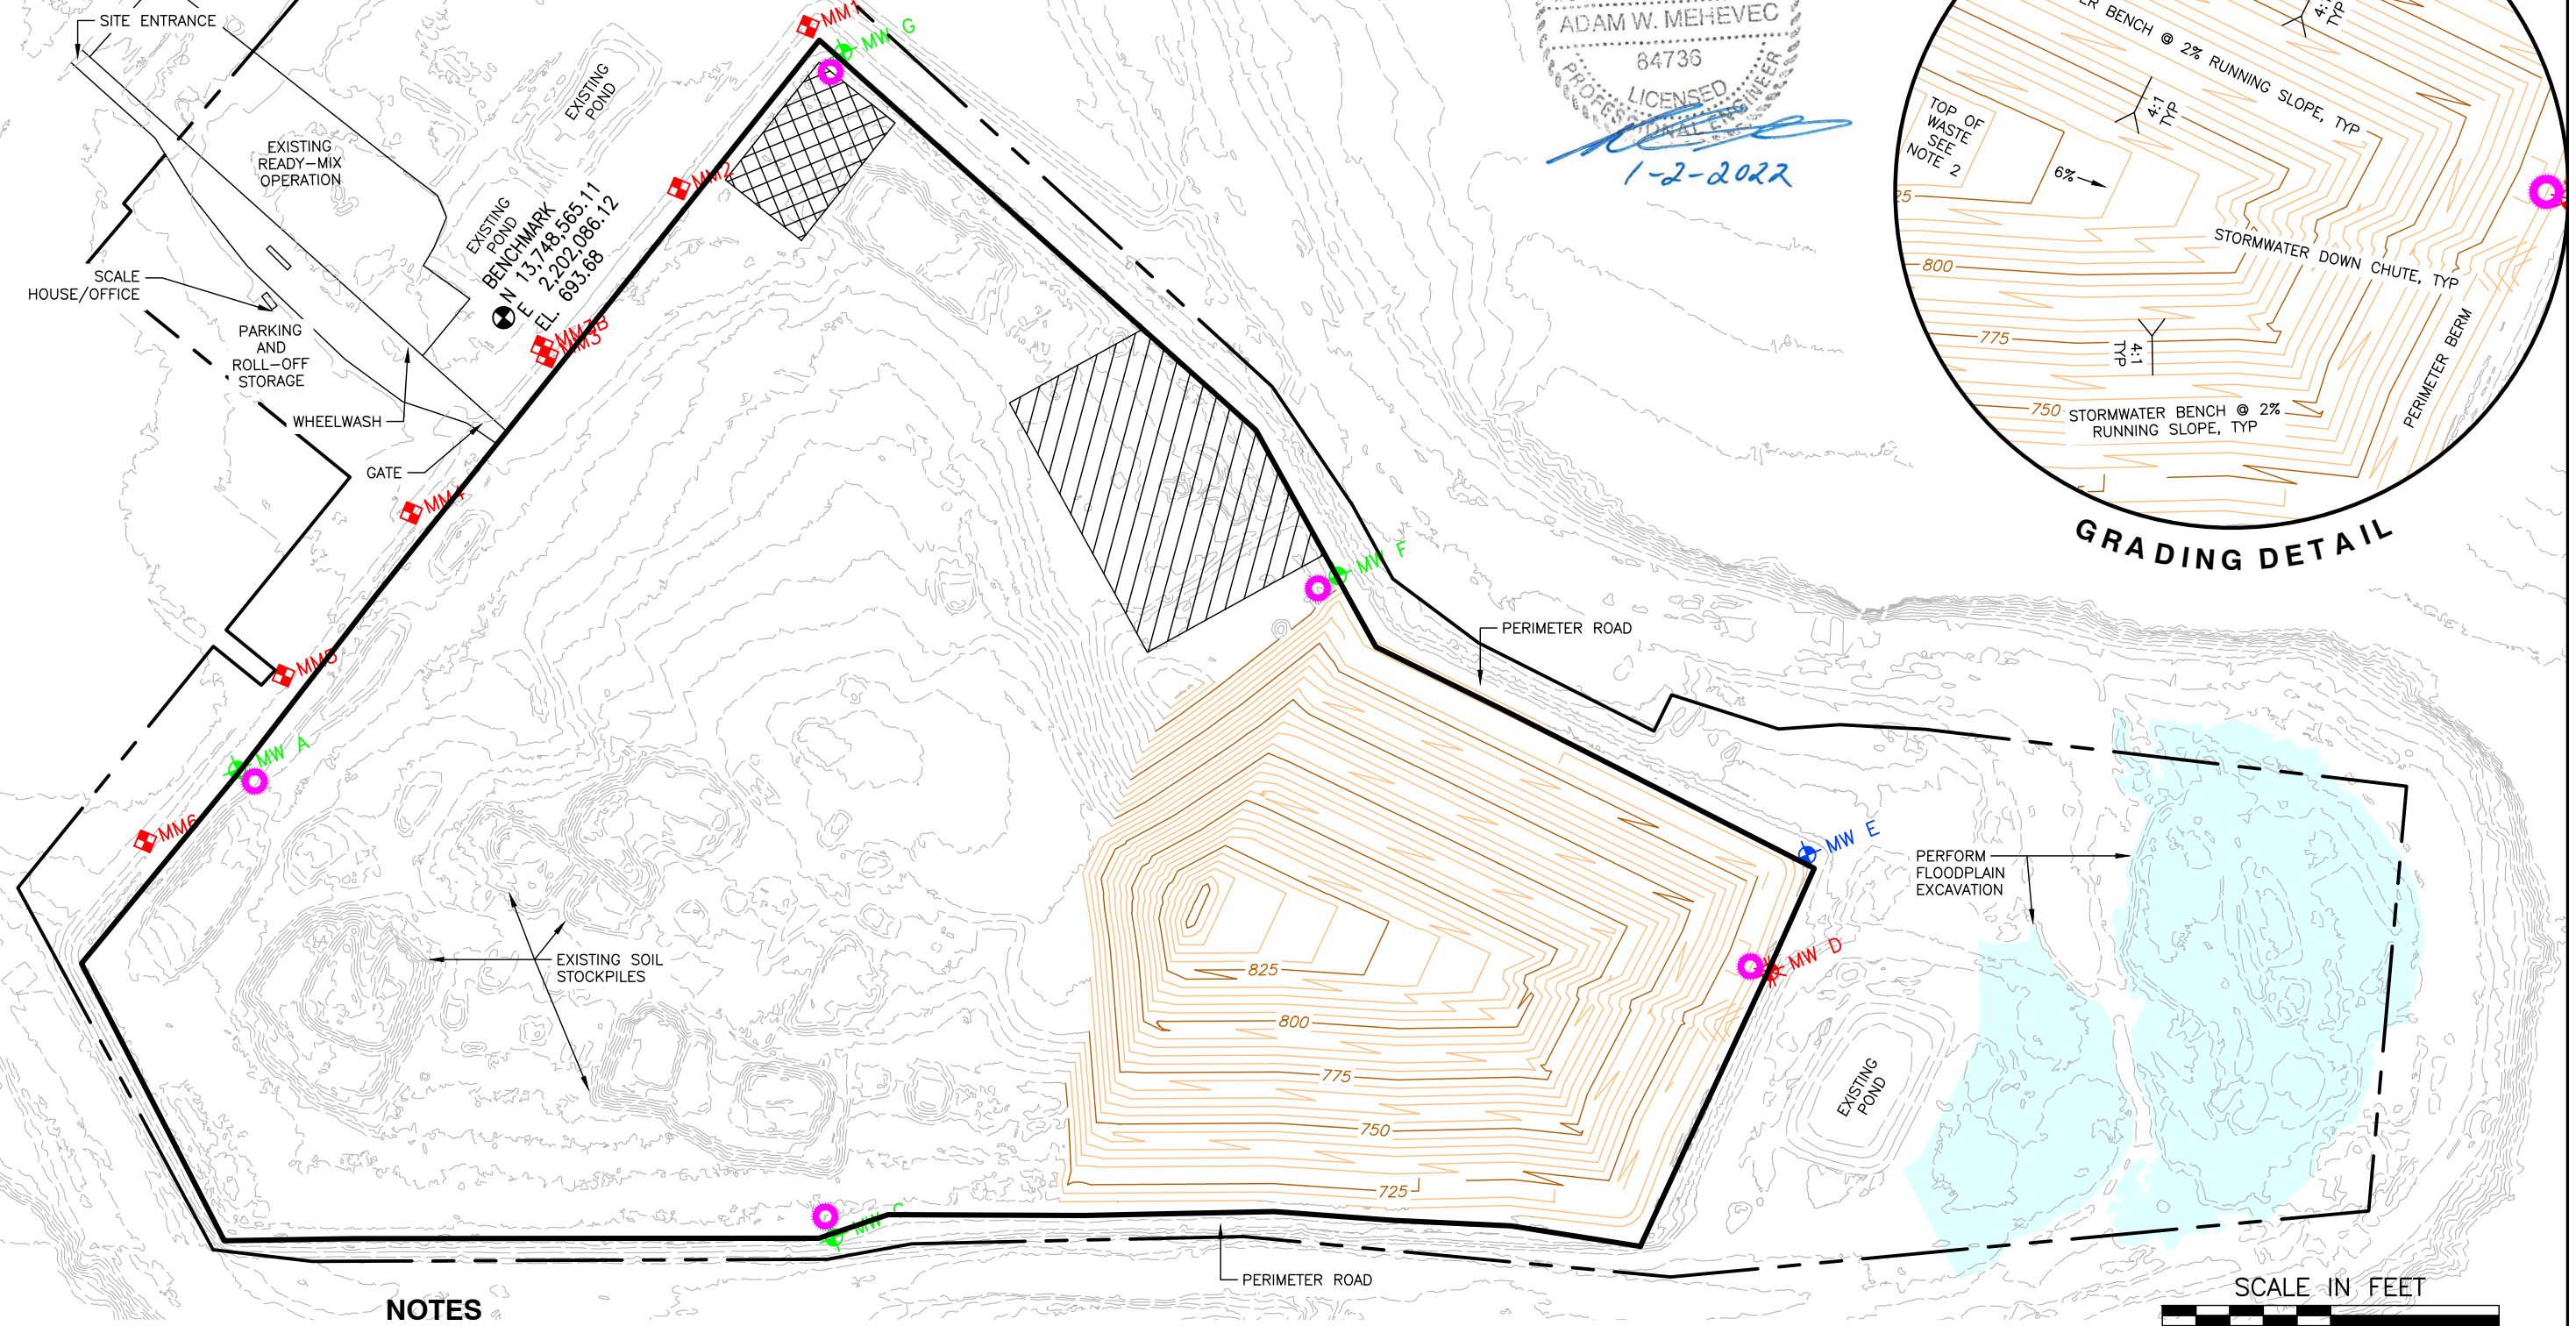 SITE ENTRANCE
MM1
MW G
EXISTING
POND
ADAM W. MEHEVEC
84736
LICENSED
PROFESSIONAL ENGINEER
1-2-2022
EXISTING
READY-MIX
OPERATION
MM2
EXISTING
POND
BENCHMARK
N 13,748,565.11
E 2,202,086.12
EL. 693.68
SCALE
HOUSE/OFFICE
PARKING
AND
ROLL-OFF
STORAGE
MM3
WHEELWASH
GATE
MM4
MM5
MW A
MM6
EXISTING SOIL
STOCKPILES
MW F
PERIMETER ROAD
MW E
MW D
825
800
775
750
725
MW C
PERIMETER ROAD
EXISTING
POND
PERFORM
FLOODPLAIN
EXCAVATION
BENCH @ 2% RUNNING SLOPE, TYP
TYP
4:1
TYP
TOP OF
WASTE
SEE
NOTE 2
6%
STORMWATER DOWN CHUTE, TYP
800
775
4:1
TYP
750
STORMWATER BENCH @ 2%
RUNNING SLOPE, TYP
PERIMETER BERM
GRADING DETAIL
NOTES
SCALE IN FEET